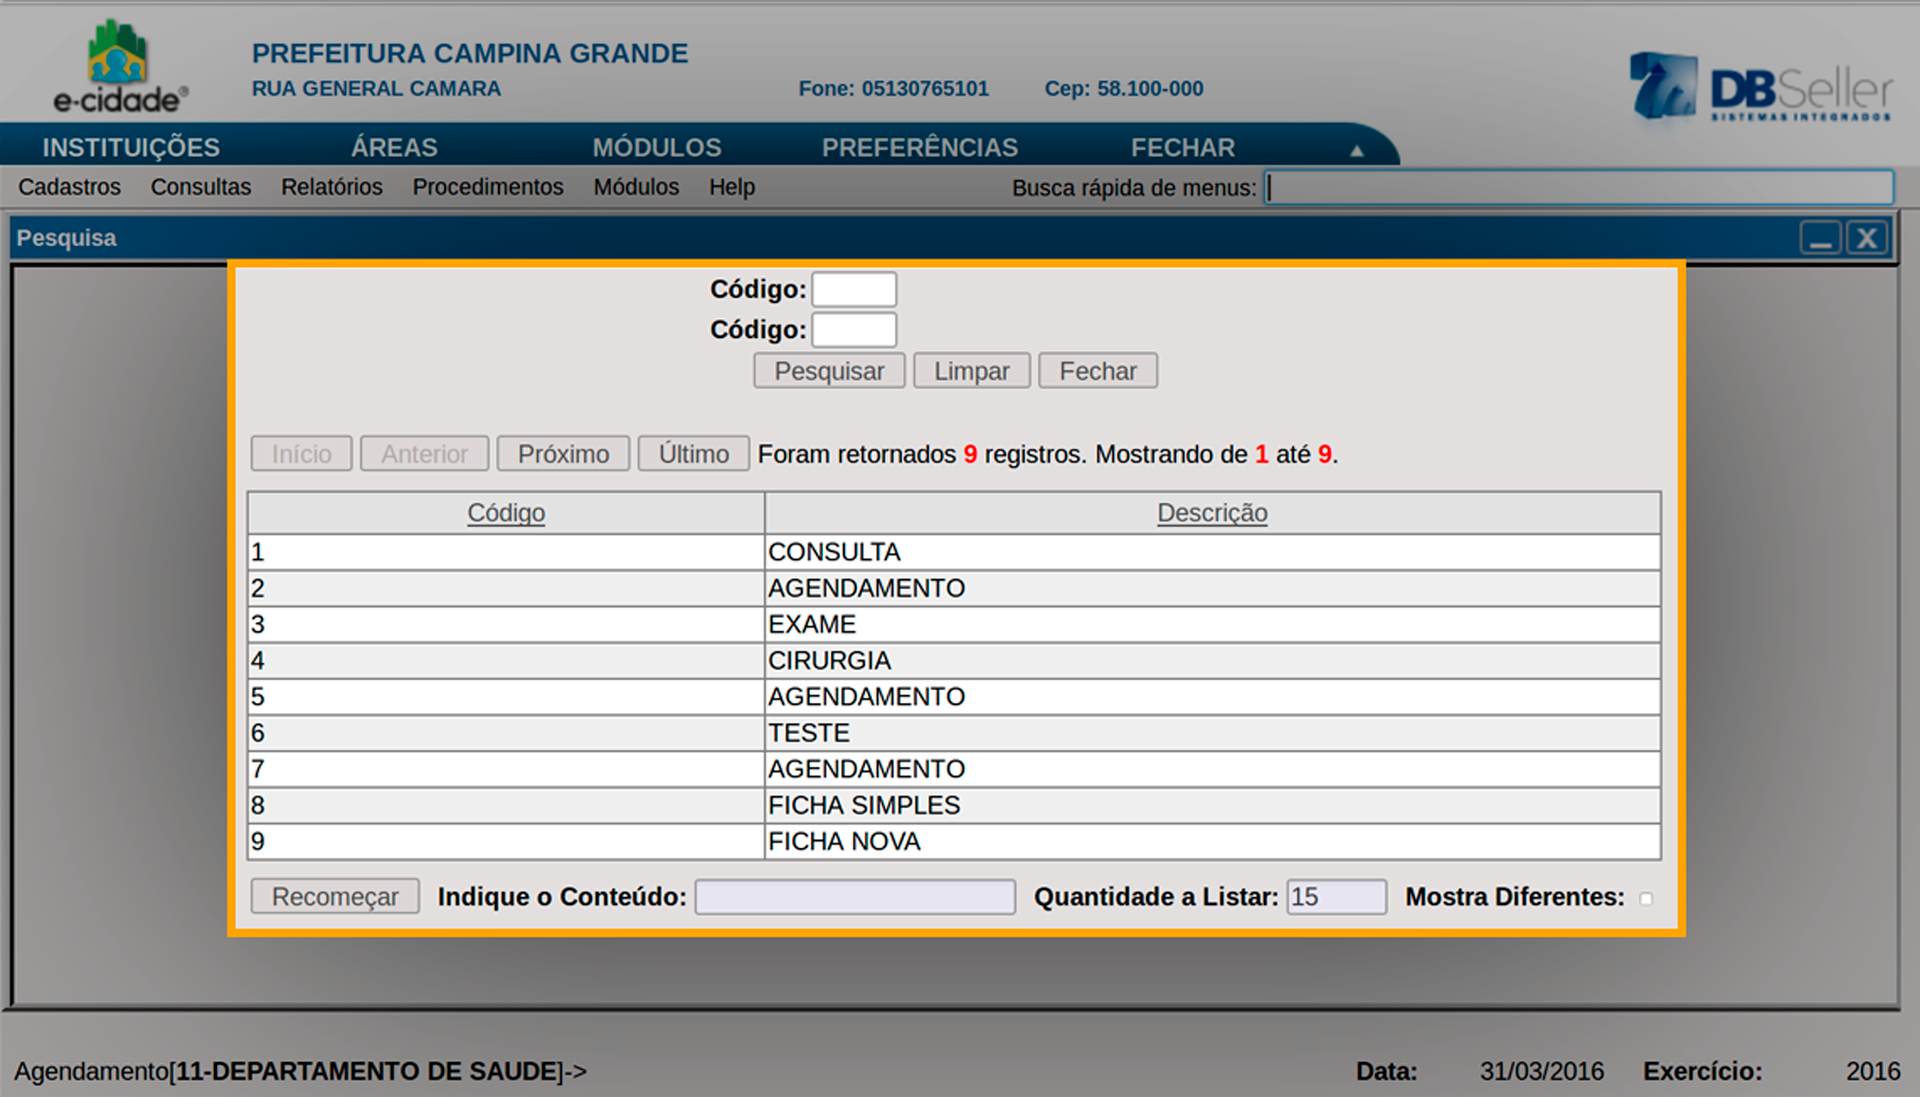 e-cidade®
PREFEITURA CAMPINA GRANDE
RUA GENERAL CAMARA Fone: 05130765101 Cep: 58.100-000
DBSeller
SISTEMAS INTEGRADOS
INSTITUIÇÕES ÁREAS MÓDULOS PREFERÊNCIAS FECHAR ▲
Cadastros Consultas Relatórios Procedimentos Módulos Help Busca rápida de menus:
Pesquisa X
Código:
Código:
Pesquisar Limpar Fechar
Início Anterior Próximo Último Foram retornados 9 registros. Mostrando de 1 até 9.
Código Descrição
1 CONSULTA
2 AGENDAMENTO
3 EXAME
4 CIRURGIA
5 AGENDAMENTO
6 TESTE
7 AGENDAMENTO
8 FICHA SIMPLES
9 FICHA NOVA
Recomeçar Indique o Conteúdo: Quantidade a Listar: 15 Mostra Diferentes:
Agendamento[11-DEPARTAMENTO DE SAUDE]-> Data: 31/03/2016 Exercício: 2016